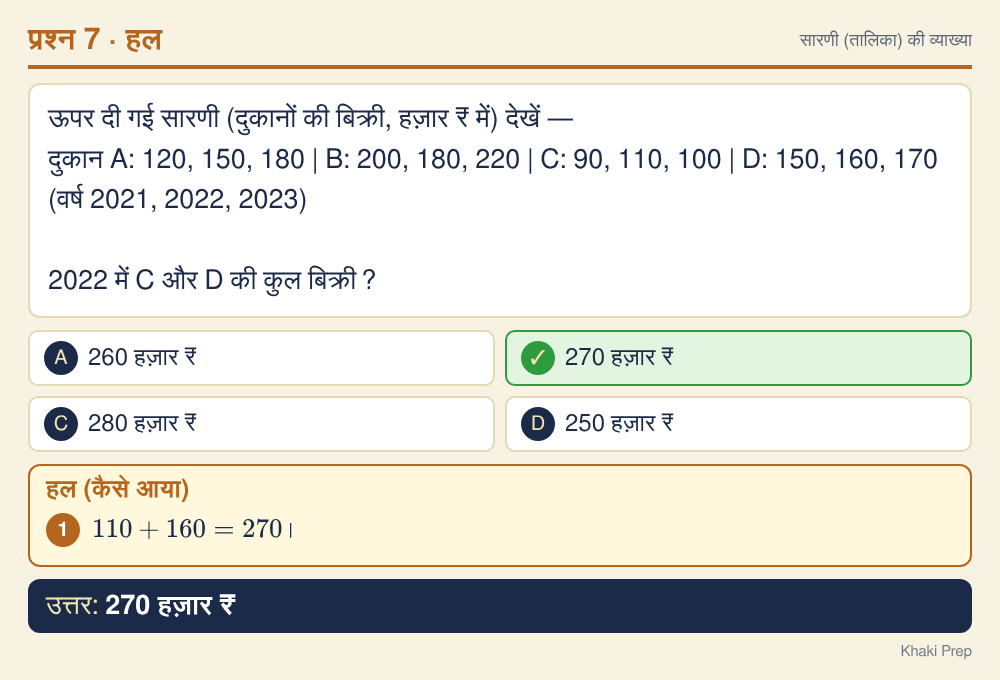 प्रश्न 7 · हल
सारणी (तालिका) की व्याख्या
ऊपर दी गई सारणी (दुकानों की बिक्री, हज़ार ₹ में) देखें —
दुकान A: 120, 150, 180 | B: 200, 180, 220 | C: 90, 110, 100 | D: 150, 160, 170
(वर्ष 2021, 2022, 2023)
2022 में C और D की कुल बिक्री ?
A 260 हज़ार ₹
✓ 270 हज़ार ₹
C 280 हज़ार ₹
D 250 हज़ार ₹
हल (कैसे आया)
1 110 + 160 = 270।
उत्तर: 270 हज़ार ₹
Khaki Prep